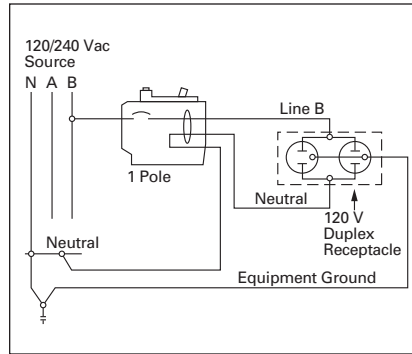 120/240 Vac
Source
N A B
Line B
1 Pole
Neutral
120 V
Duplex
Receptacle
Neutral
Equipment Ground